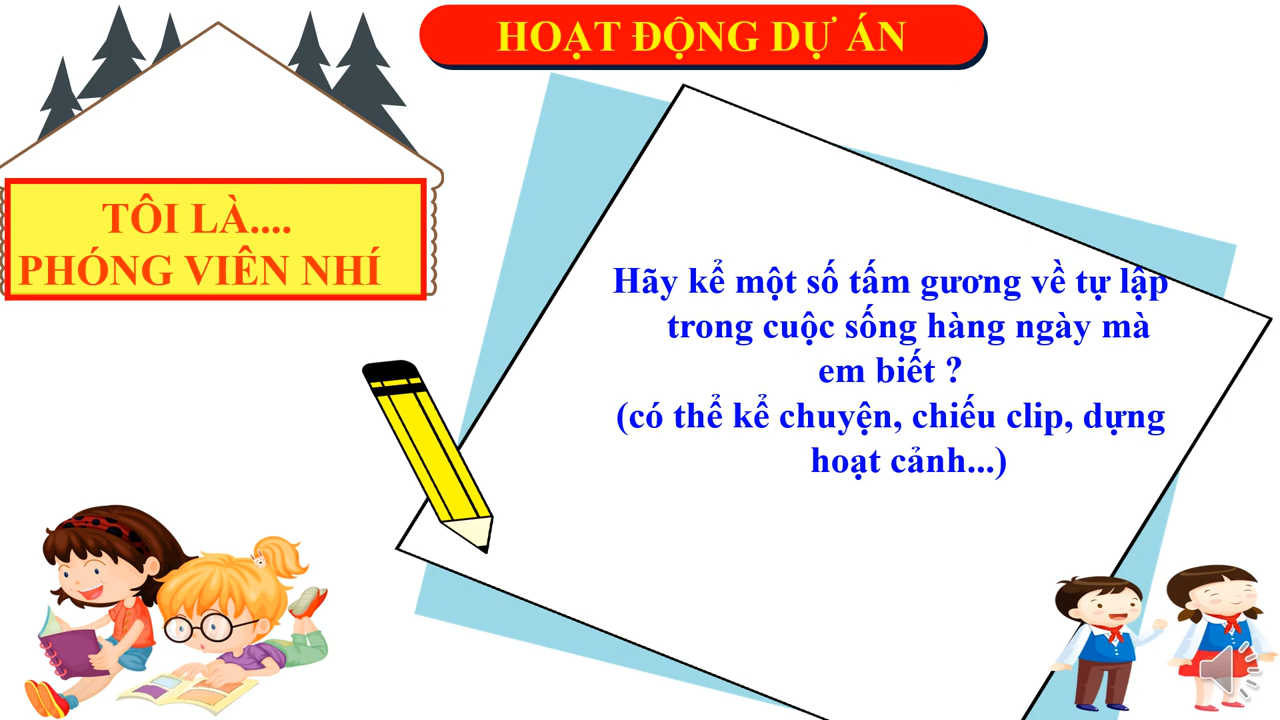 HOẠT ĐỘNG DỰ ÁN
TÔI LÀ....
PHÓNG VIÊN NHÍ
Hãy kể một số tấm gương về tự lập
trong cuộc sống hàng ngày mà
em biết ?
(có thể kể chuyện, chiếu clip, dựng
hoạt cảnh...)